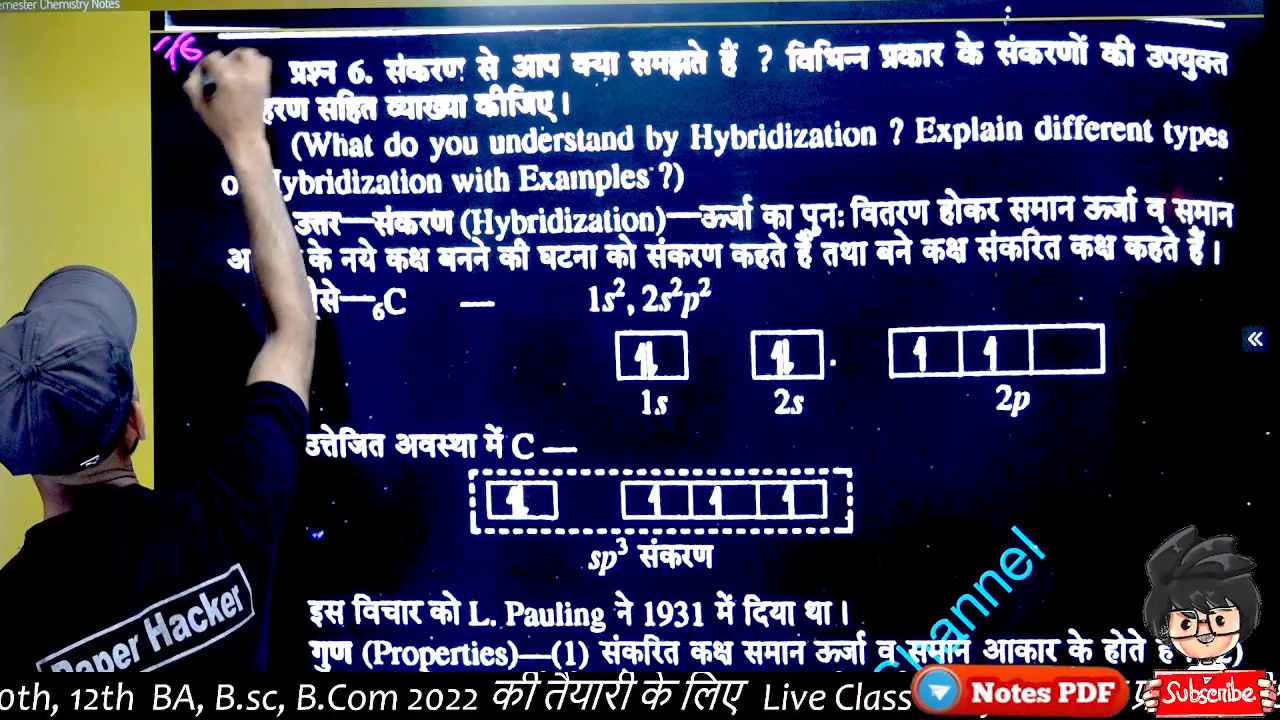 emester Chemistry Notes
प्रश्न 6. संकरण से आप क्या समझते हैं ? विभिन्न प्रकार के संकरणों की उपयुक्त
हरण सहित व्याख्या कीजिए।
(What do you understand by Hybridization ? Explain different types
o ybridization with Examples ?)
उत्तर—संकरण (Hybridization)—ऊर्जा का पुनः वितरण होकर समान ऊर्जा व समान
अ के नये कक्ष बनने की घटना को संकरण कहते हैं तथा बने कक्ष संकरित कक्ष कहते हैं।
से—₆C — 1s², 2s²p²
1s 2s 2p
उत्तेजित अवस्था में C —
sp³ संकरण
इस विचार को L. Pauling ने 1931 में दिया था।
गुण (Properties)—(1) संकरित कक्ष समान ऊर्जा व समान आकार के होते
hannel
Paper Hacker
0th, 12th BA, B.sc, B.Com 2022 की तैयारी के लिए Live Class
Notes PDF
Subscribe